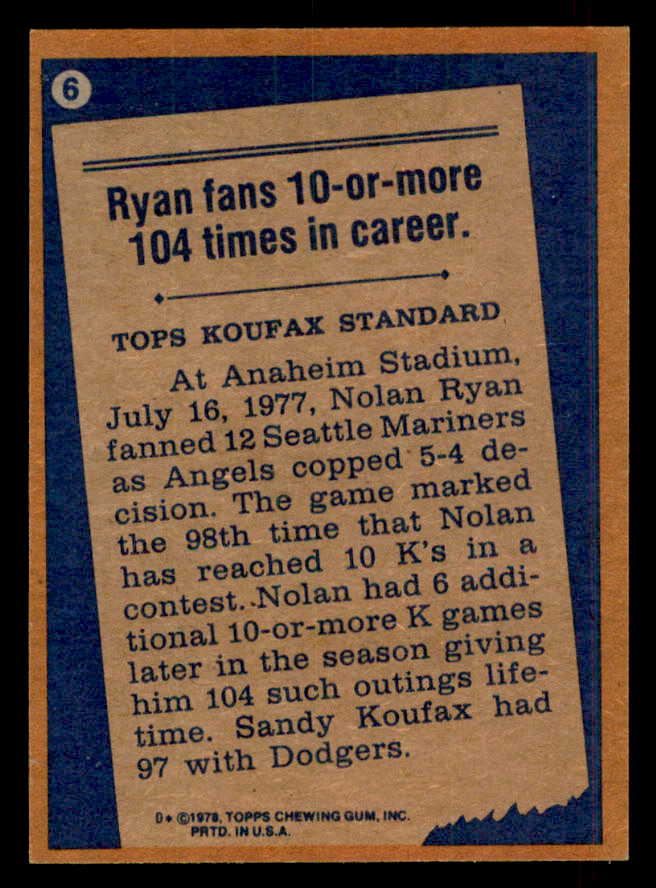 6
Ryan fans 10-or-more
104 times in career.
TOPS KOUFAX STANDARD
At Anaheim Stadium,
July 16, 1977, Nolan Ryan
fanned 12 Seattle Mariners
as Angels copped 5-4 de-
cision. The game marked
the 98th time that Nolan
has reached 10 K's in a
contest. Nolan had 6 addi-
tional 10-or-more K games
later in the season giving
him 104 such outings life-
time. Sandy Koufax had
97 with Dodgers.
D* ©1978, TOPPS CHEWING GUM, INC.
PRTD. IN U.S.A.